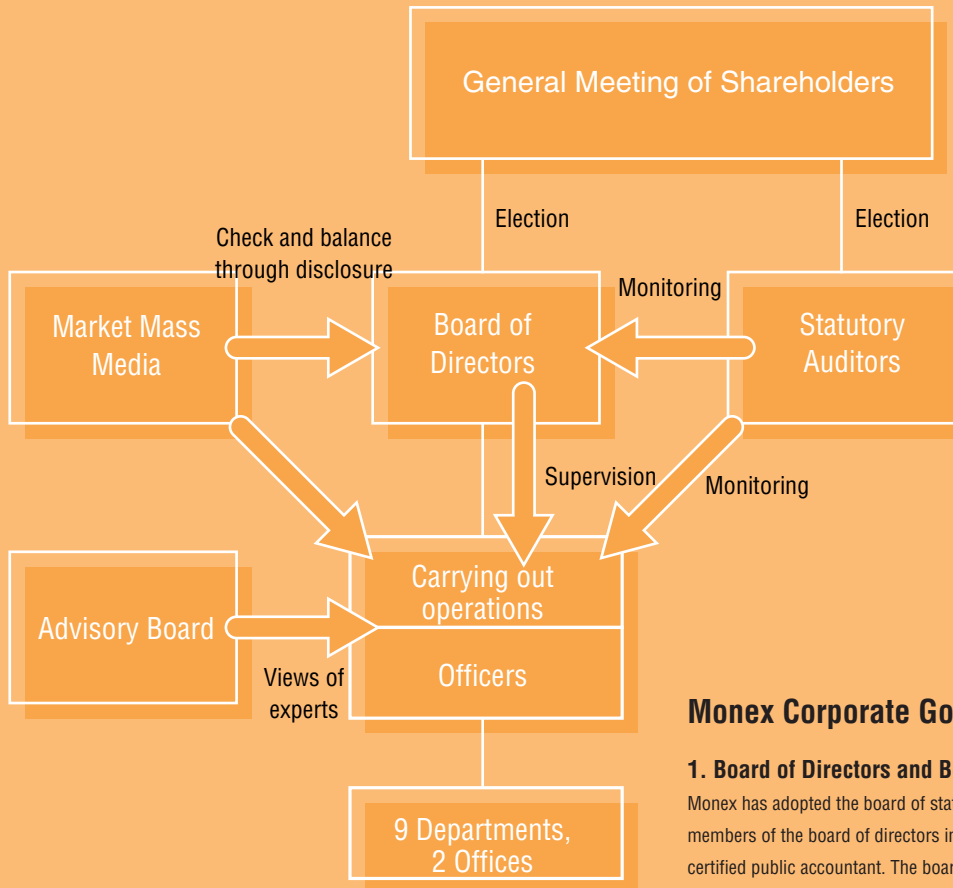 General Meeting of Shareholders
Election
Election
Check and balance
through disclosure
Monitoring
Market Mass
Media
Board of
Directors
Statutory
Auditors
Supervision
Monitoring
Carrying out
operations
Advisory Board
Officers
Views of
experts
9 Departments,
2 Offices
Monex Corporate Go
1. Board of Directors and B
Monex has adopted the board of stat
members of the board of directors in
certified public accountant. The boar